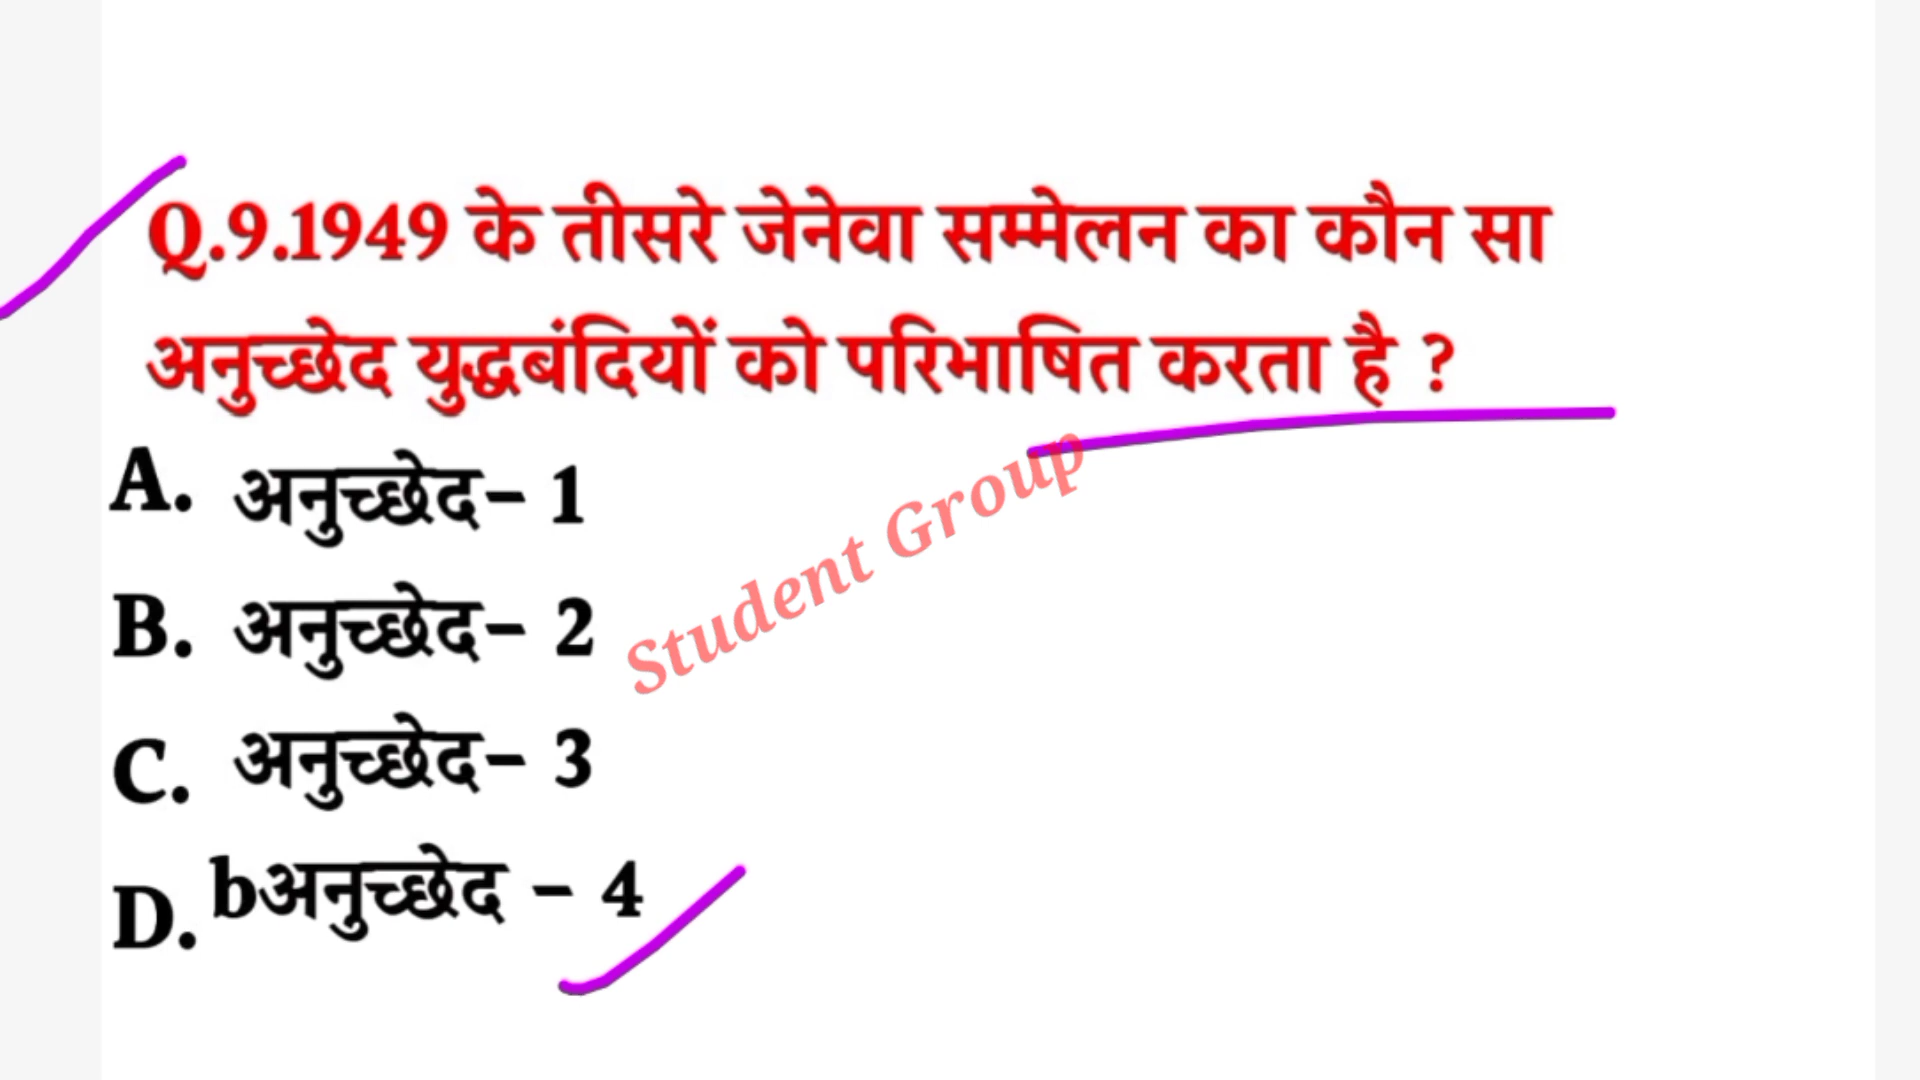 Q.9.1949 के तीसरे जेनेवा सम्मेलन का कौन सा
अनुच्छेद युद्धबंदियों को परिभाषित करता है ?
A. अनुच्छेद– 1
B. अनुच्छेद– 2
C. अनुच्छेद– 3
D. bअनुच्छेद – 4
Student Group